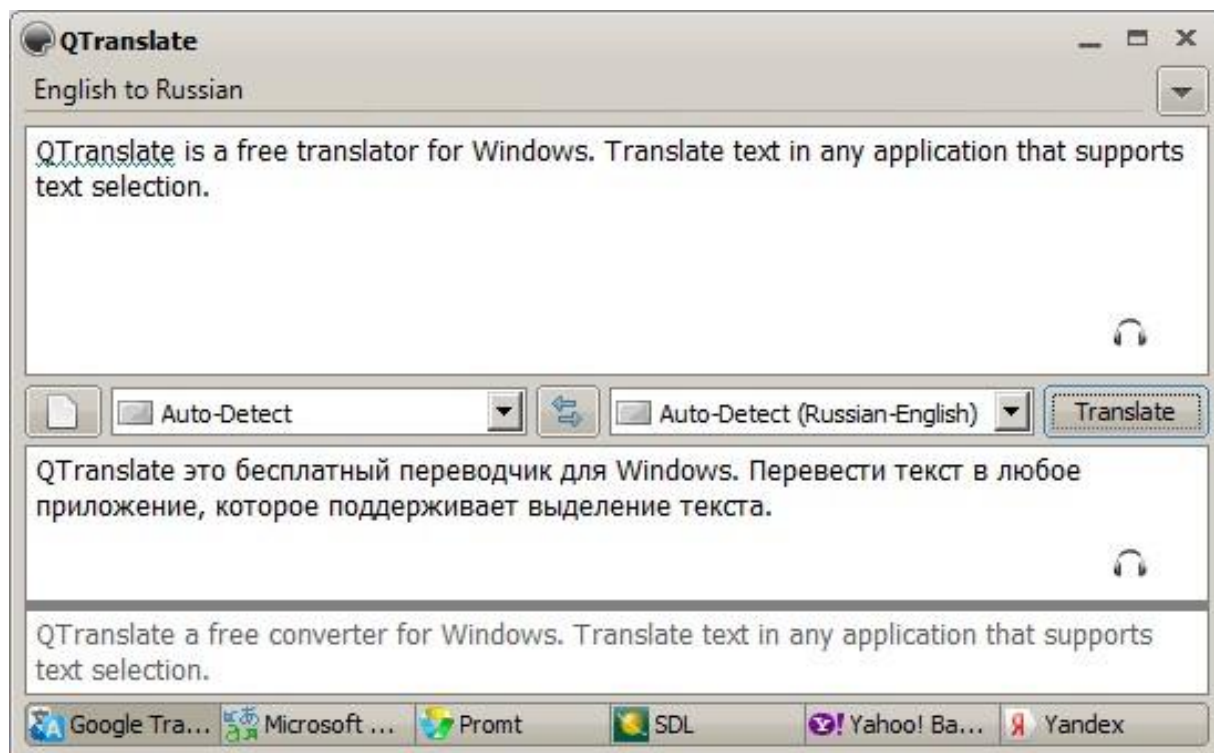 QTranslate
English to Russian
QTranslate is a free translator for Windows. Translate text in any application that supports
text selection.
Auto-Detect Auto-Detect (Russian-English) Translate
QTranslate это бесплатный переводчик для Windows. Перевести текст в любое
приложение, которое поддерживает выделение текста.
QTranslate a free converter for Windows. Translate text in any application that supports
text selection.
Google Tra... Microsoft ... Promt SDL Yahoo! Ba... Yandex